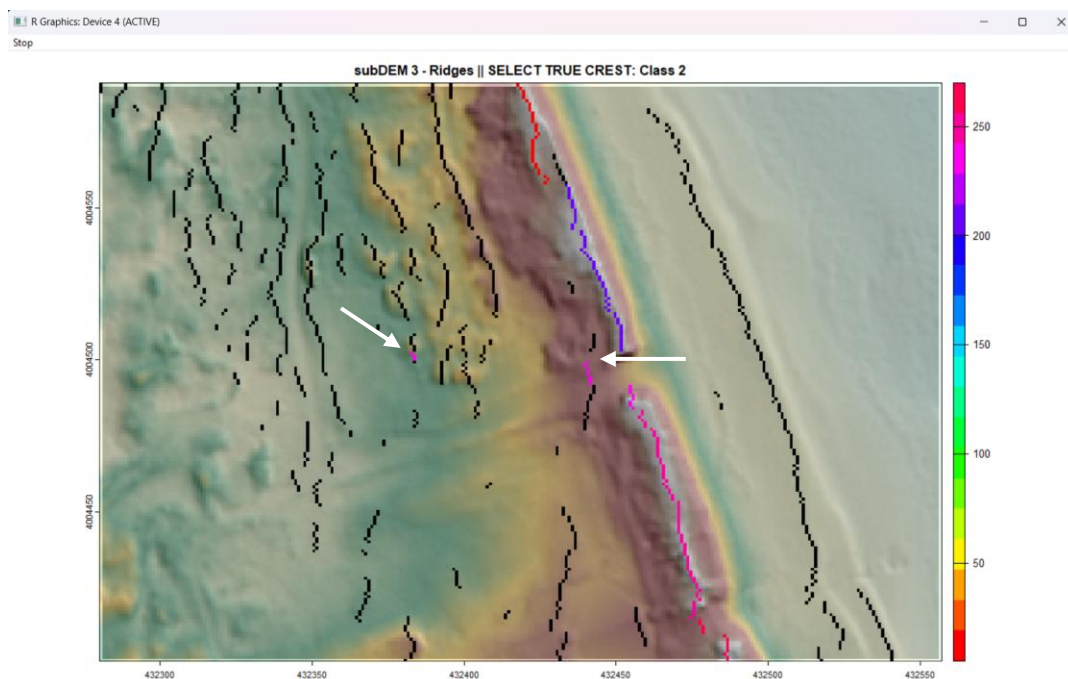 R Graphics: Device 4 (ACTIVE)
Stop
subDEM 3 - Ridges || SELECT TRUE CREST: Class 2
4004550
4004500
4004450
250
200
150
100
50
432300 432350 432400 432450 432500 432550